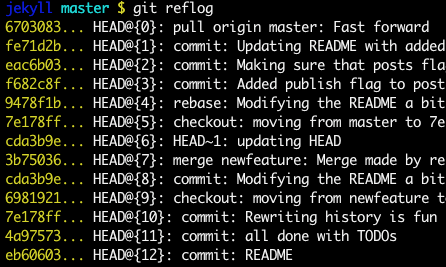 jekyll master $ git reflog
6703083... HEAD@{0}: pull origin master: Fast forward
fe71d2b... HEAD@{1}: commit: Updating README with added
eac6b03... HEAD@{2}: commit: Making sure that posts fla
f682c8f... HEAD@{3}: commit: Added publish flag to post
9478f1b... HEAD@{4}: rebase: Modifying the README a bit
7e178ff... HEAD@{5}: checkout: moving from master to 7e
cda3b9e... HEAD@{6}: HEAD~1: updating HEAD
3b75036... HEAD@{7}: merge newfeature: Merge made by re
cda3b9e... HEAD@{8}: commit: Modifying the README a bit
6981921... HEAD@{9}: checkout: moving from newfeature t
7e178ff... HEAD@{10}: commit: Rewriting history is fun
4a97573... HEAD@{11}: commit: all done with TODOs
eb60603... HEAD@{12}: commit: README